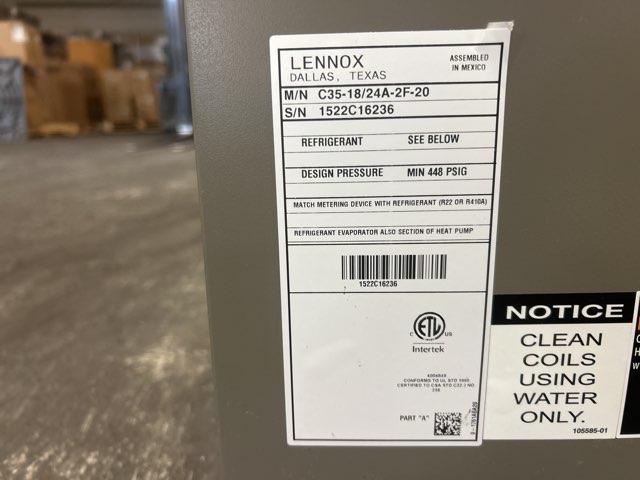 LENNOX
DALLAS, TEXAS
ASSEMBLED
IN MEXICO
M/N C35-18/24A-2F-20
S/N 1522C16236
REFRIGERANT SEE BELOW
DESIGN PRESSURE MIN 448 PSIG
MATCH METERING DEVICE WITH REFRIGERANT (R22 OR R410A)
REFRIGERANT EVAPORATOR ALSO SECTION OF HEAT PUMP
1522C16236
C ETL US
Intertek
CONFORMS TO UL STD 1995
CERTIFIED TO CSA STD C22.2 NO.
236
PART "A"
NOTICE
CLEAN
COILS
USING
WATER
ONLY.
105585-01